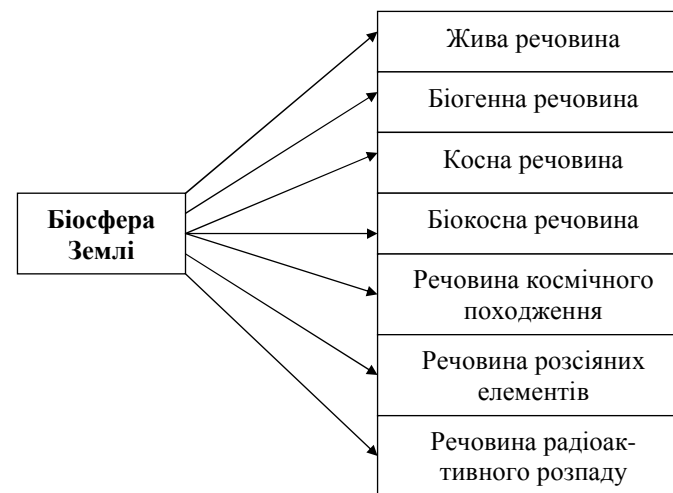 Жива речовина
Біогенна речовина
Косна речовина
Біосфера
Землі
Біокосна речовина
Речовина космічного
походження
Речовина розсіяних
елементів
Речовина радіоак-
тивного розпаду